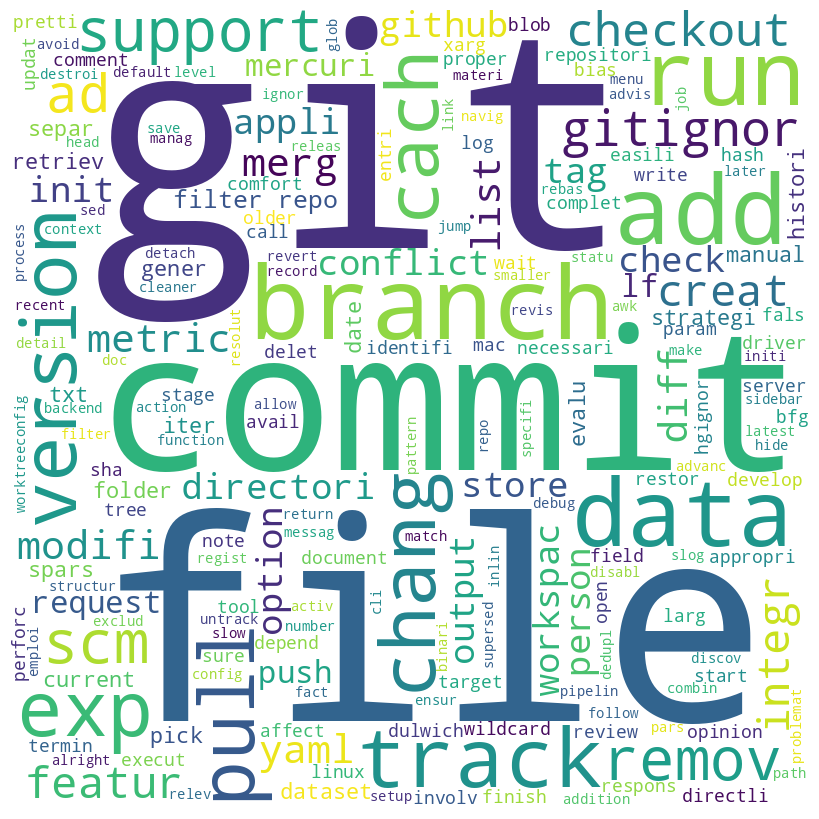 pretti
support
github
blob
checkout
avoid
comment
glob
xarg
proper
repositori
updat
destroi
default
level
mercuri
materi
bias
menu
run
ad
ignor
git
cach
link
advis
job
separ
save
manag
appli
entri
navig
gitignor
head
releas
log
tag
easili
hash
later
retriev
init
merg
list
rebas
write
histori
sed
filter repo
comfort
older
complet
add
context
call
jump
process
version
detach
revert
conflict
wait
statu
check
manual
gener
record
smaller
cleaner
branch
revis
awk
lf
creat
recent
metric
resolut
date
strategi
fals
param
detail
doc
delet
identifi
mac
necessari
diff
driver
make
initi
txt
stage
commit
server
sidebar
backend
action
allow
evalu
hgignor
bfg
worktreeconfig
filter
iter
function
avail
pattern
repo
specifi
hide
latest
sha
advanc
folder
directori
store
restor
develop
tree
chang
debug
data
modifi
note
return
messag
match
inlin
field
slog
appropri
spars
regist
option
document
output
workspac
person
open
disabl
structur
file
request
tool
activ
cli
binari
supersed
larg
integr
exclud
untrack
number
dedupl
perforc
emploi
scm
slow
depend
discov
sure
push
target
start
current
config
fact
ensur
pipelin
combin
exp
pull
affect
dulwich
wildcard
follow
pars
problemat
pick
review
opinion
termin
track
remov
alright
execut
yaml
linux
respons
path
featur
relev
dataset
setup
involv
finish
addition
directli